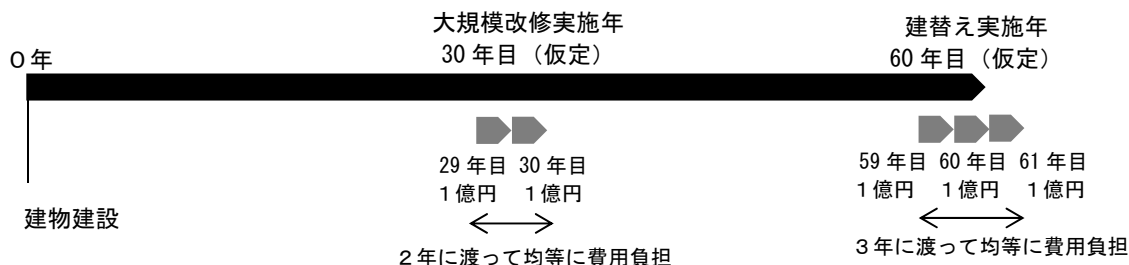 大規模改修実施年
30 年目（仮定）
建替え実施年
60 年目（仮定）
０年
29 年目 30 年目
１億円 １億円
59 年目 60 年目 61 年目
１億円 １億円 １億円
建物建設
２年に渡って均等に費用負担
３年に渡って均等に費用負担